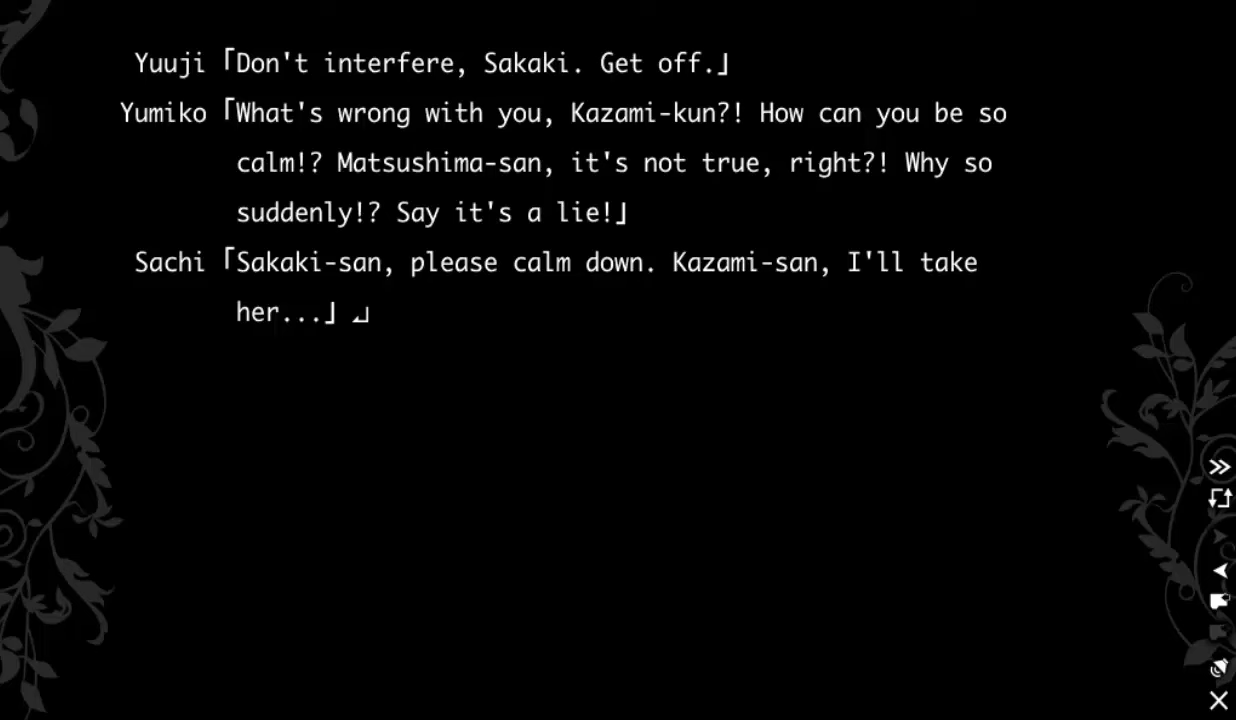 Yuuji「Don't interfere, Sakaki. Get off.」
Yumiko「What's wrong with you, Kazami-kun?! How can you be so
calm!? Matsushima-san, it's not true, right?! Why so
suddenly!? Say it's a lie!」
Sachi「Sakaki-san, please calm down. Kazami-san, I'll take
her...」